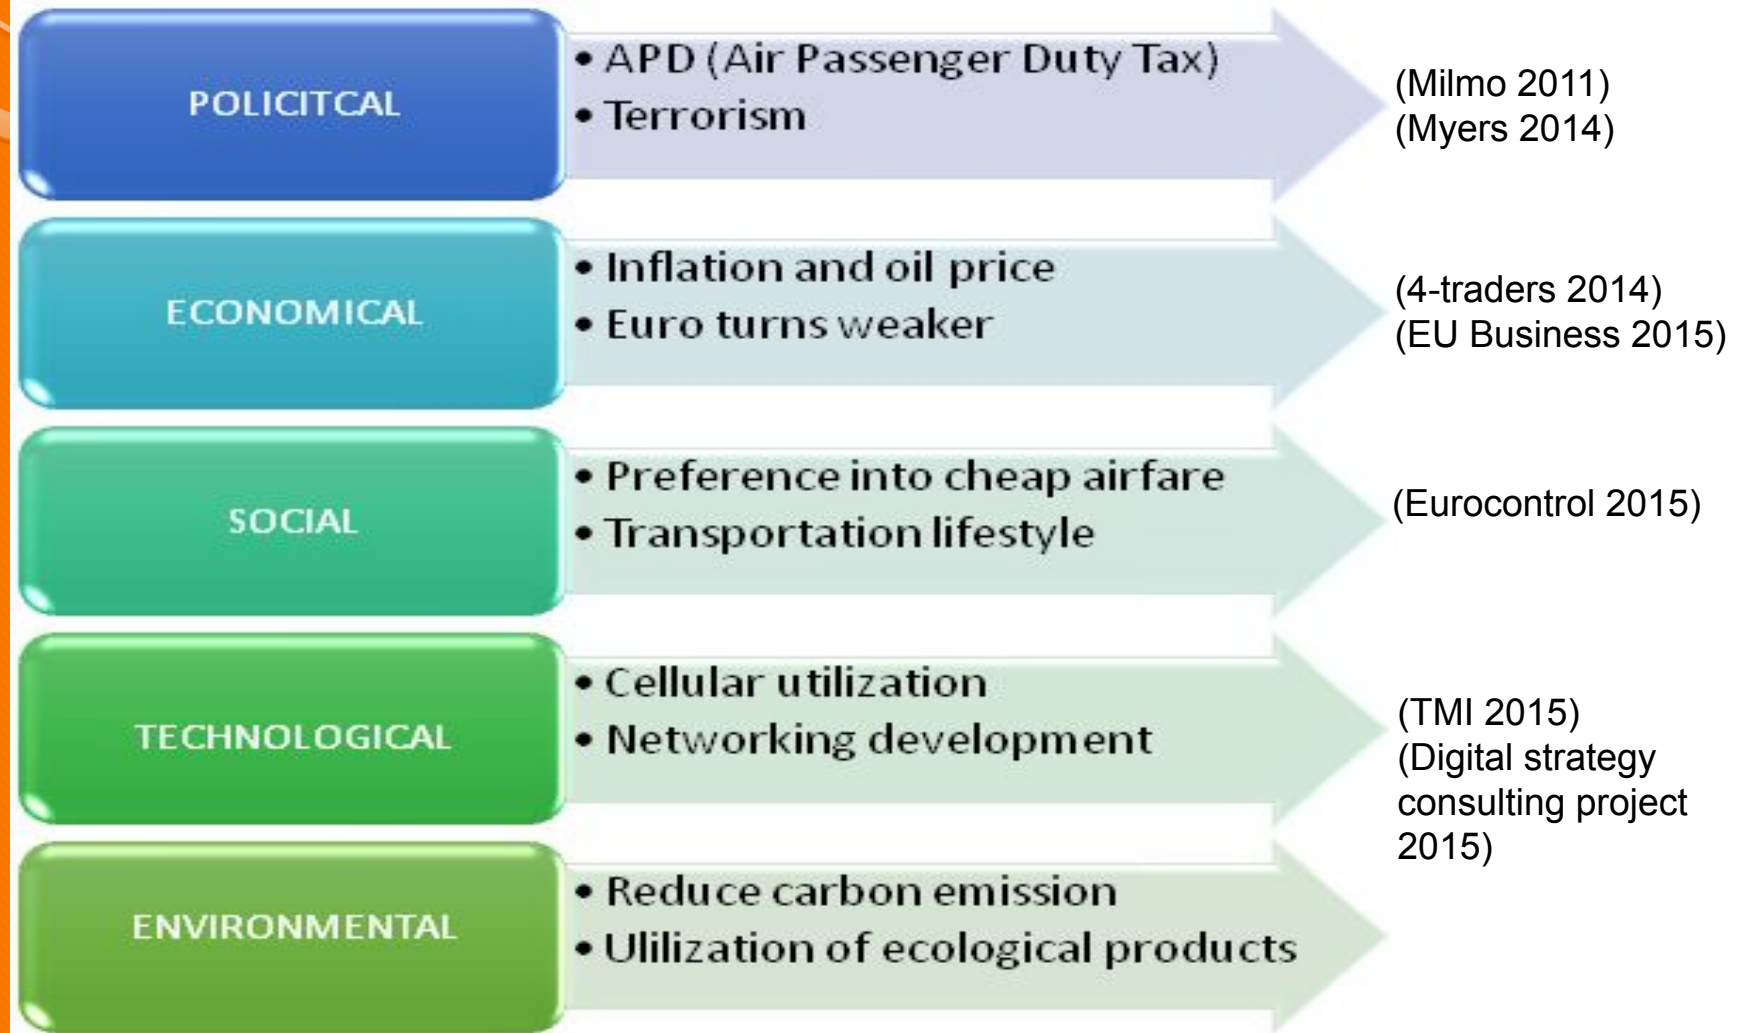 POLICITCAL
• APD (Air Passenger Duty Tax)
• Terrorism
(Milmo 2011)
(Myers 2014)
ECONOMICAL
• Inflation and oil price
• Euro turns weaker
(4-traders 2014)
(EU Business 2015)
SOCIAL
• Preference into cheap airfare
• Transportation lifestyle
(Eurocontrol 2015)
TECHNOLOGICAL
• Cellular utilization
• Networking development
(TMI 2015)
(Digital strategy
consulting project
2015)
ENVIRONMENTAL
• Reduce carbon emission
• Ulilization of ecological products